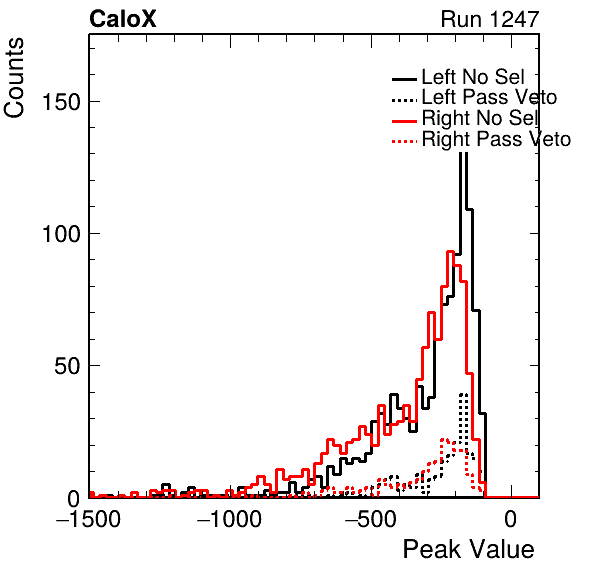 CaloX Run 1247
Counts
Left No Sel
Left Pass Veto
Right No Sel
Right Pass Veto
150
100
50
0
−1500 −1000 −500 0
Peak Value